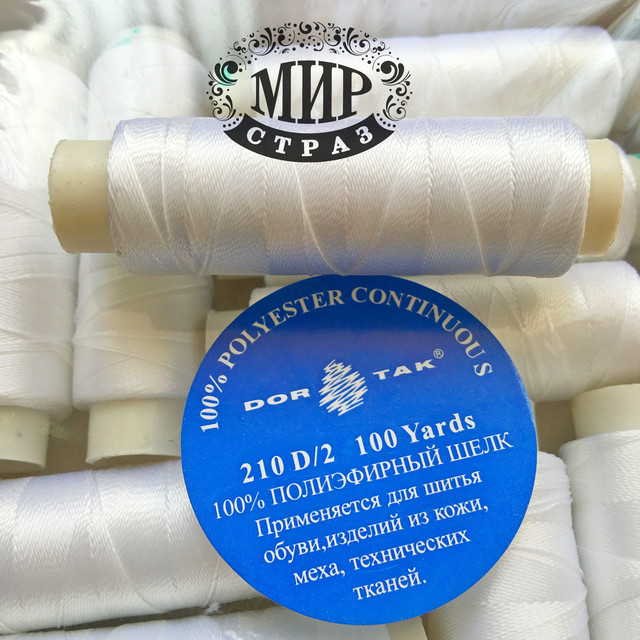 МИР
СТРАЗ
100% POLYESTER CONTINUOUS
DOR TAK®
210 D/2 100 Yards
100% ПОЛИЭФИРНЫЙ ШЕЛК
Применяется для шитья
обуви,изделий из кожи,
меха, технических
тканей.